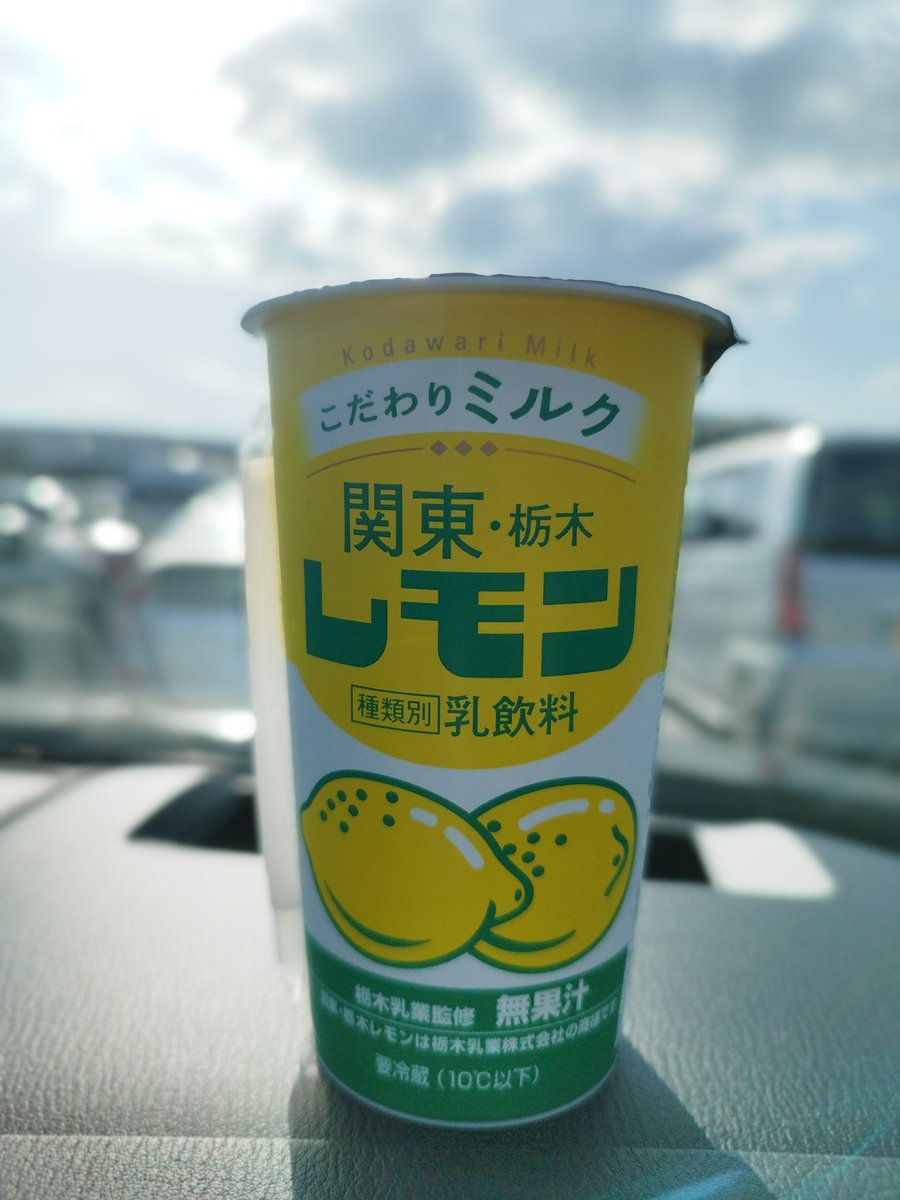 Kodawari Milk
こだわりミルク
関東・栃木
レモン
種類別 乳飲料
栃木乳業監修 無果汁
関東・栃木レモンは栃木乳業株式会社の商標です
要冷蔵(10℃以下)